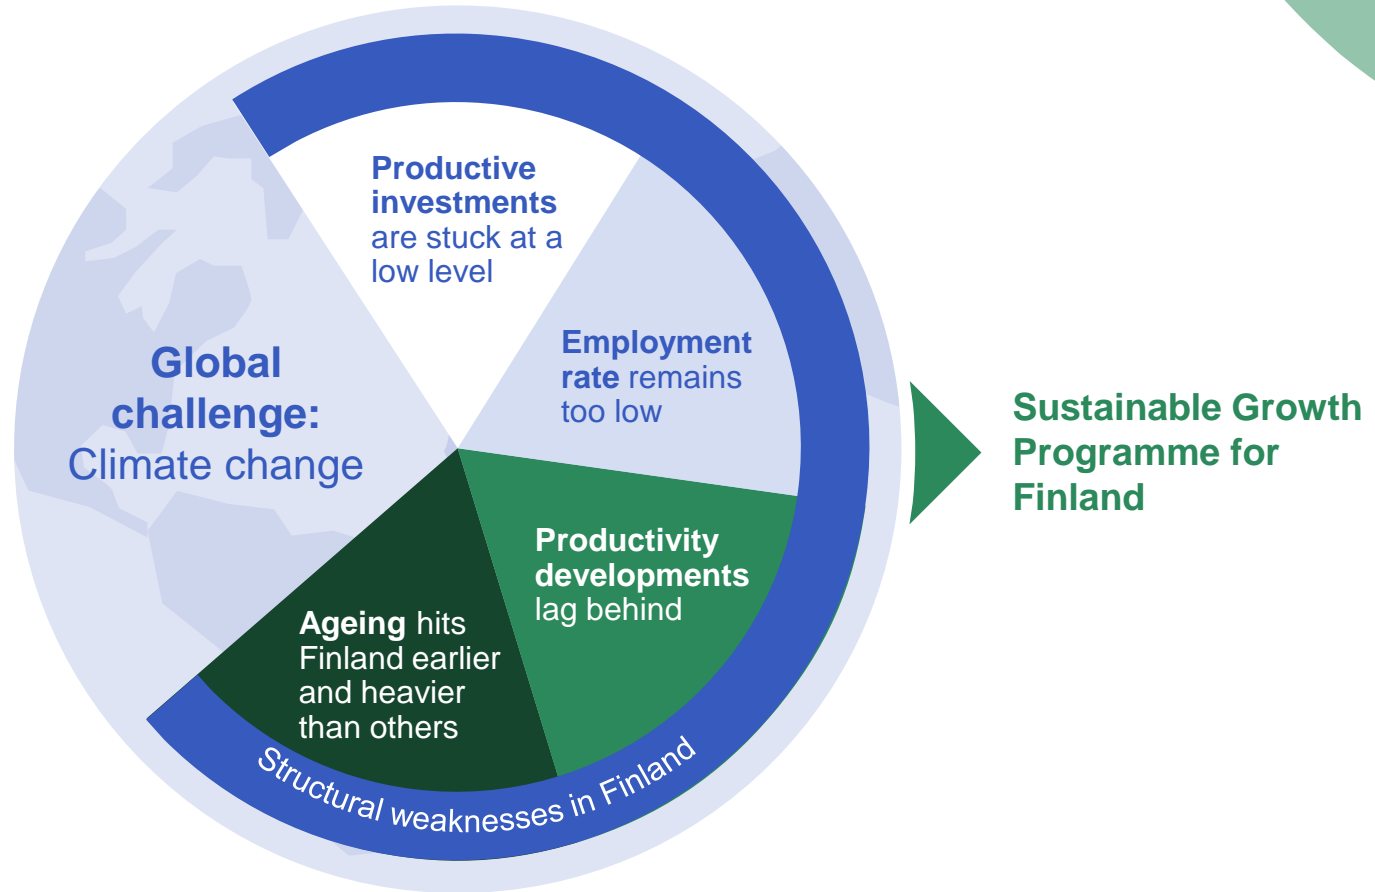 Productive
investments
are stuck at a
low level
Employment
rate remains
too low
Global
challenge:
Climate change
Productivity
developments
lag behind
Ageing hits
Finland earlier
and heavier
than others
Structural weaknesses in Finland
Sustainable Growth
Programme for
Finland